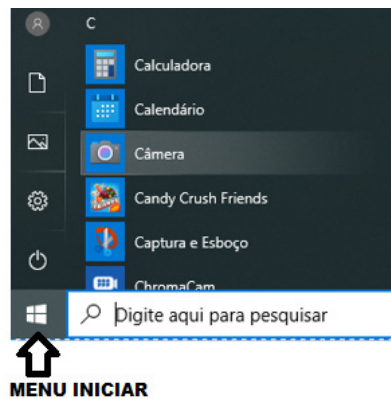 C
Calculadora
Calendário
Câmera
Candy Crush Friends
Captura e Esboço
ChromaCam
Digite aqui para pesquisar
MENU INICIAR